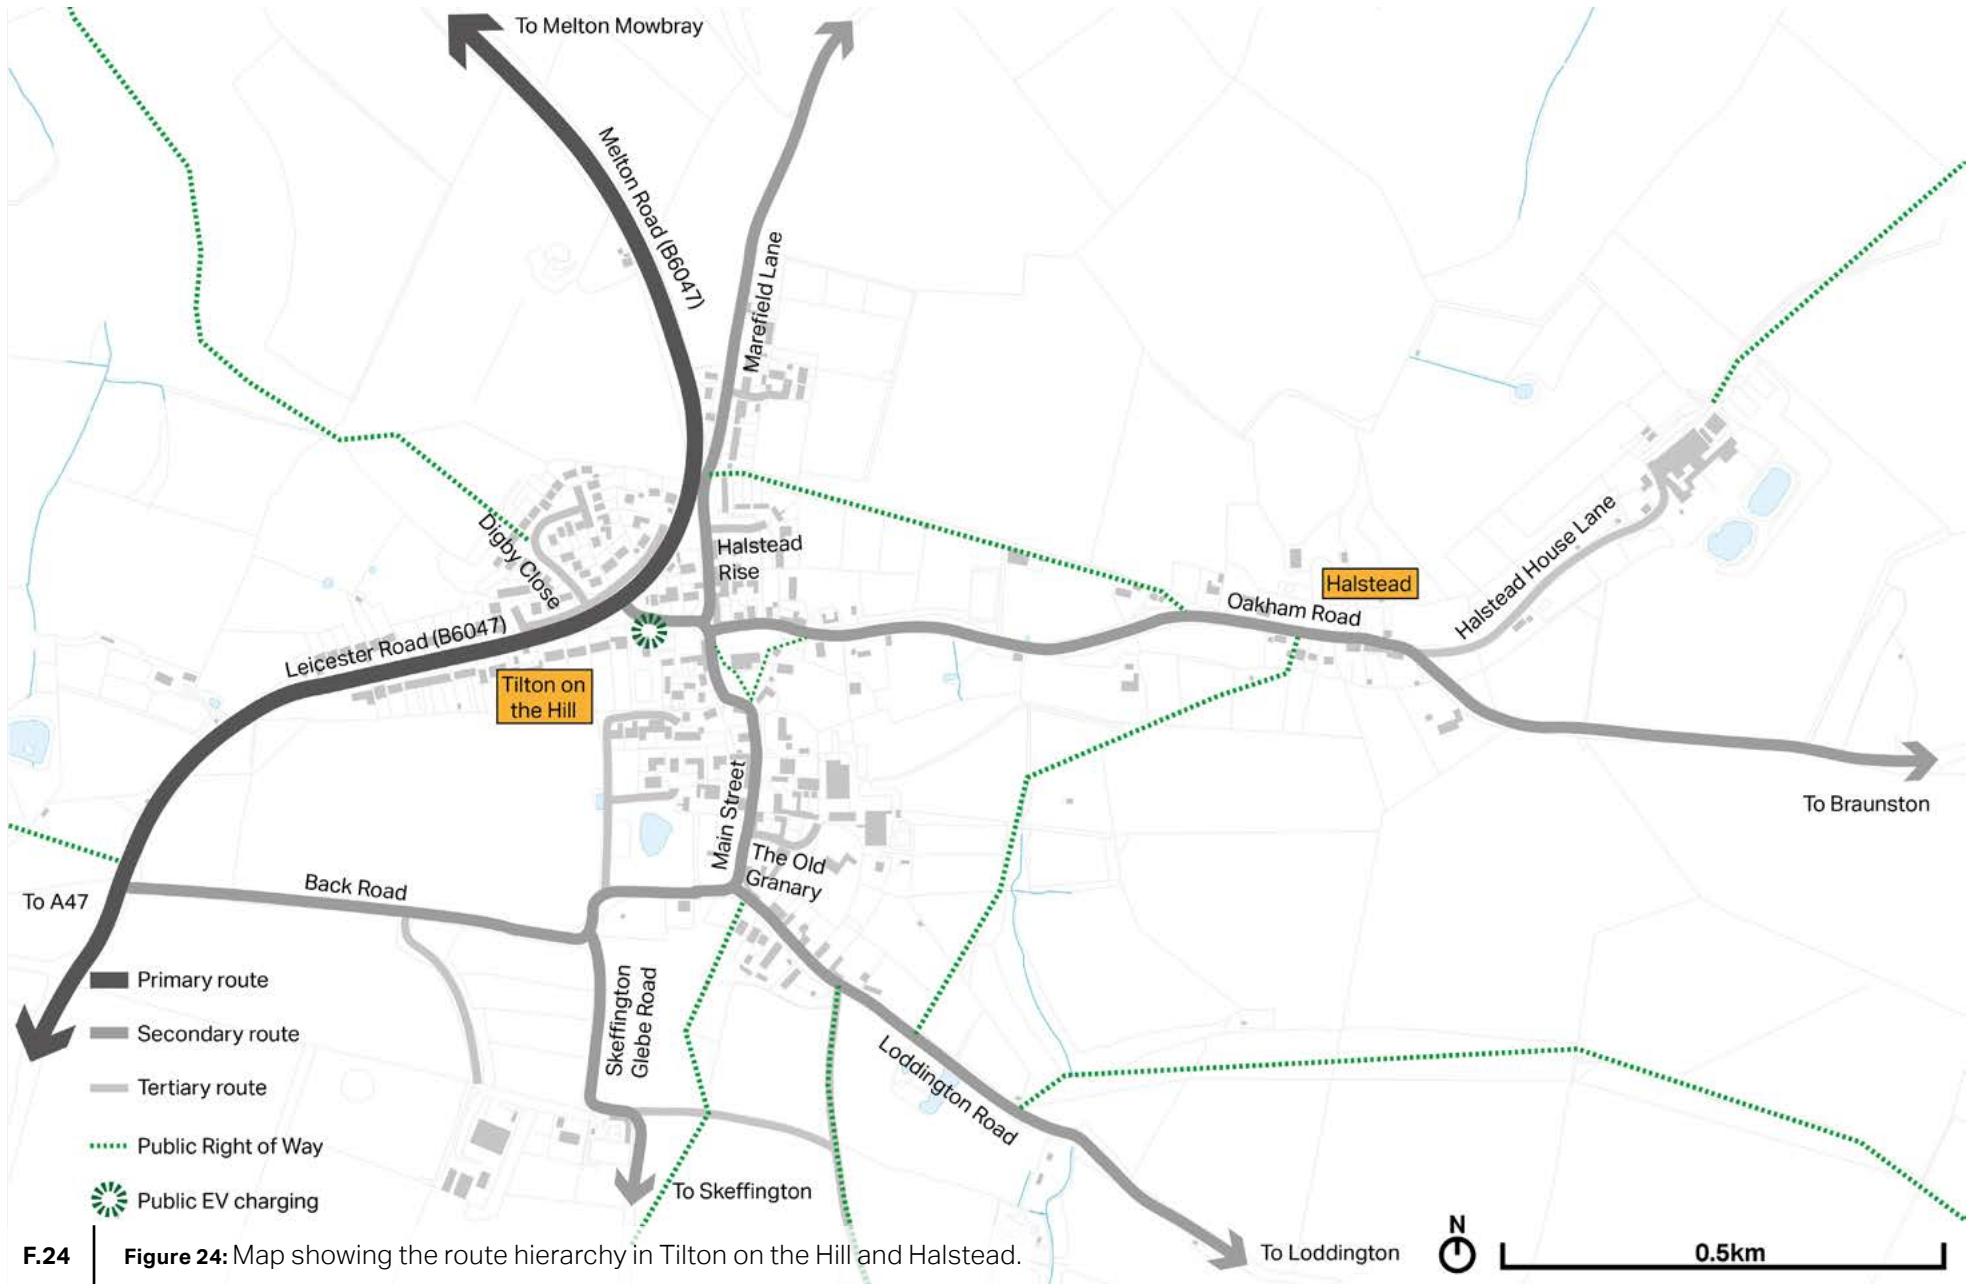 To Melton Mowbray
Melton Road (B6047)
Marefield Lane
Digby Close
Halstead
Rise
Leicester Road (B6047)
Tilton on
the Hill
Oakham Road
Halstead
Halstead House Lane
To Braunston
Main Street
The Old
Granary
Back Road
To A47
Skeffington
Glebe Road
Loddington Road
To Skeffington
To Loddington
Primary route
Secondary route
Tertiary route
Public Right of Way
Public EV charging
N
0.5km
F.24
Figure 24: Map showing the route hierarchy in Tilton on the Hill and Halstead.